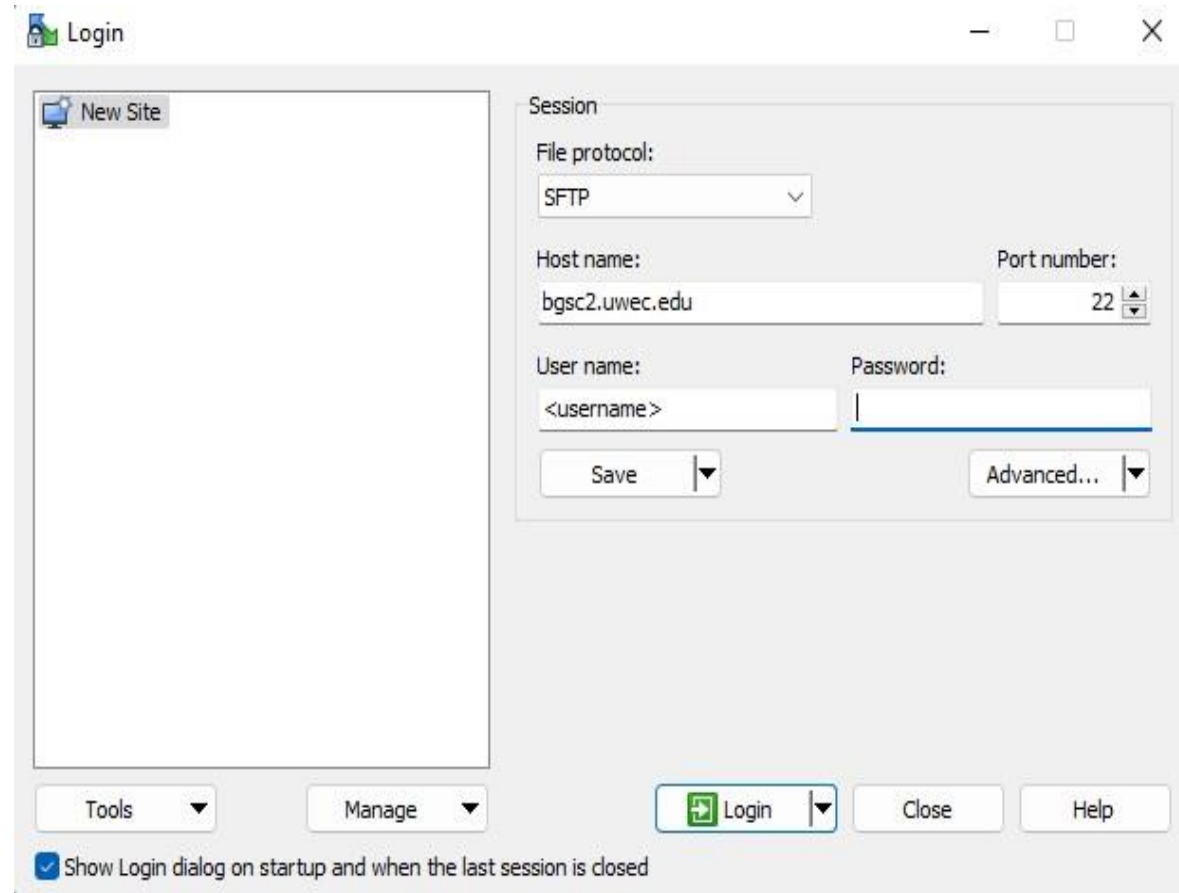 Login
New Site
Session
File protocol:
SFTP
Host name:
Port number:
bgsc2.uwec.edu
22
User name:
Password:
<username>
Save
Advanced...
Tools
Manage
Login
Close
Help
Show Login dialog on startup and when the last session is closed